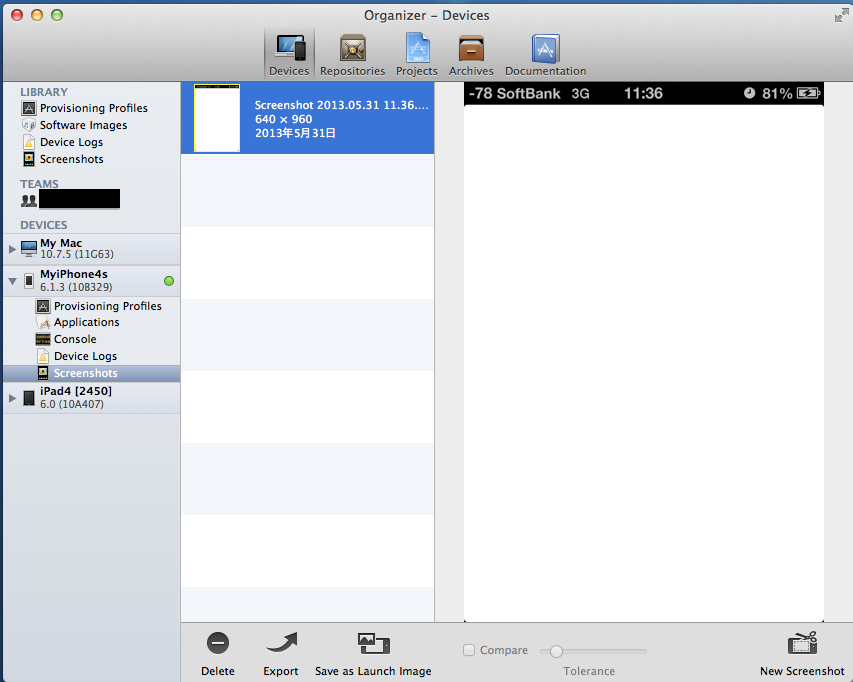 Organizer – Devices
Devices
Repositories
Projects
Archives
Documentation
LIBRARY
Provisioning Profiles
Software Images
Device Logs
Screenshots
TEAMS
DEVICES
My Mac
10.7.5 (11G63)
MyiPhone4s
6.1.3 (10B329)
Provisioning Profiles
Applications
Console
Device Logs
Screenshots
iPad4 [2450]
6.0 (10A407)
Screenshot 2013.05.31 11.36....
640 × 960
2013年5月31日
-78 SoftBank 3G 11:36 81%
Delete
Export
Save as Launch Image
Compare
Tolerance
New Screenshot